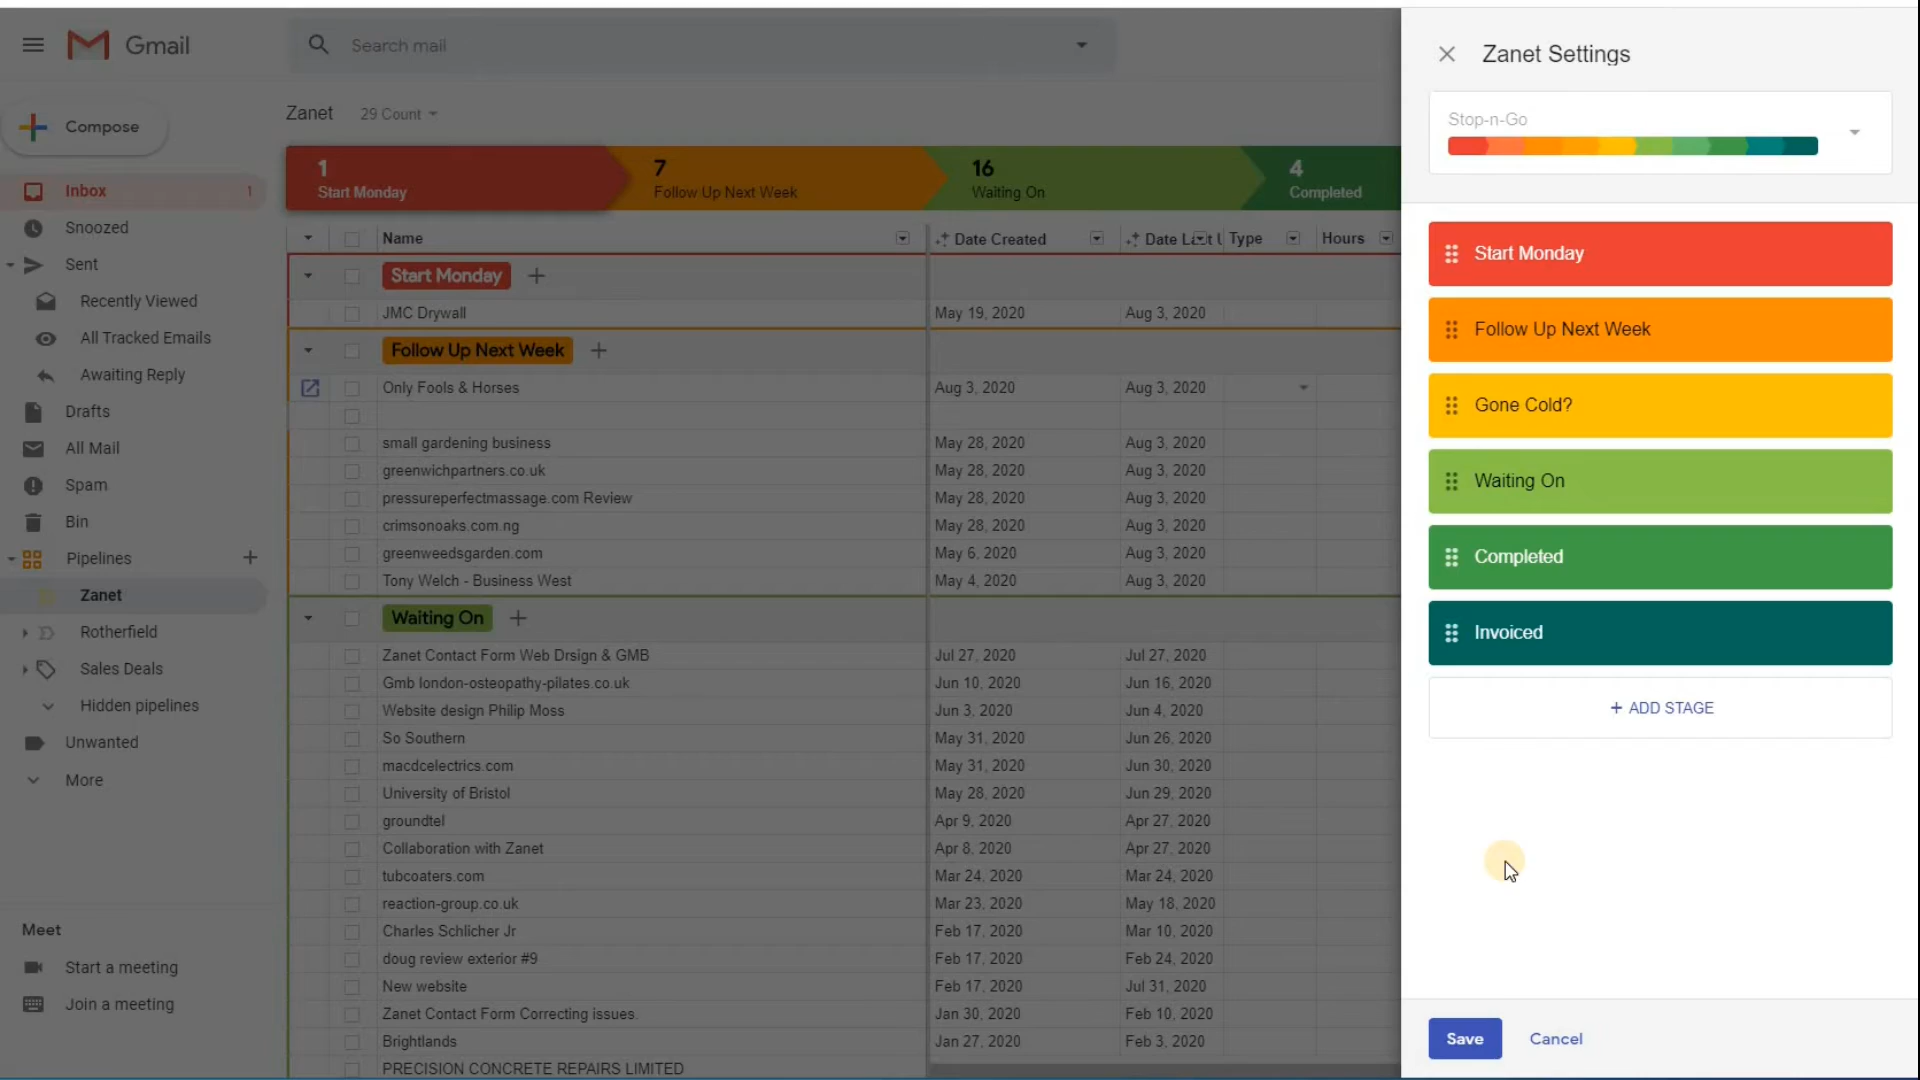 Gmail
Search mail
Compose
Inbox 1
Snoozed
Sent
Recently Viewed
All Tracked Emails
Awaiting Reply
Drafts
All Mail
Spam
Bin
Pipelines
Zanet
Rotherfield
Sales Deals
Hidden pipelines
Unwanted
More
Meet
Start a meeting
Join a meeting
Zanet 29 Count
1 7 16 4
Start Monday Follow Up Next Week Waiting On Completed
Name Date Created Date Last U Type Hours
Start Monday
JMC Drywall May 19, 2020 Aug 3, 2020
Follow Up Next Week
Only Fools & Horses Aug 3, 2020 Aug 3, 2020
small gardening business May 28, 2020 Aug 3, 2020
greenwichpartners.co.uk May 28, 2020 Aug 3, 2020
pressureperfectmassage.com Review May 28, 2020 Aug 3, 2020
crimsonoaks.com.ng May 28, 2020 Aug 3, 2020
greenweedsgarden.com May 6, 2020 Aug 3, 2020
Tony Welch - Business West May 4, 2020 Aug 3, 2020
Waiting On
Zanet Contact Form Web Drsign & GMB Jul 27, 2020 Jul 27, 2020
Gmb london-osteopathy-pilates.co.uk Jun 10, 2020 Jun 16, 2020
Website design Philip Moss Jun 3, 2020 Jun 4, 2020
So Southern May 31, 2020 Jun 26, 2020
macdcelectrics.com May 31, 2020 Jun 30, 2020
University of Bristol May 28, 2020 Jun 29, 2020
groundtel Apr 9, 2020 Apr 27, 2020
Collaboration with Zanet Apr 8, 2020 Apr 27, 2020
tubcoaters.com Mar 24, 2020 Mar 24, 2020
reaction-group.co.uk Mar 23, 2020 May 18, 2020
Charles Schlicher Jr Feb 17, 2020 Mar 10, 2020
doug review exterior #9 Feb 17, 2020 Feb 24, 2020
New website Feb 17, 2020 Jul 31, 2020
Zanet Contact Form Correcting issues. Jan 30, 2020 Feb 10, 2020
Brightlands Jan 27, 2020 Feb 3, 2020
PRECISION CONCRETE REPAIRS LIMITED
Zanet Settings
Stop-n-Go
Start Monday
Follow Up Next Week
Gone Cold?
Waiting On
Completed
Invoiced
+ ADD STAGE
Save Cancel